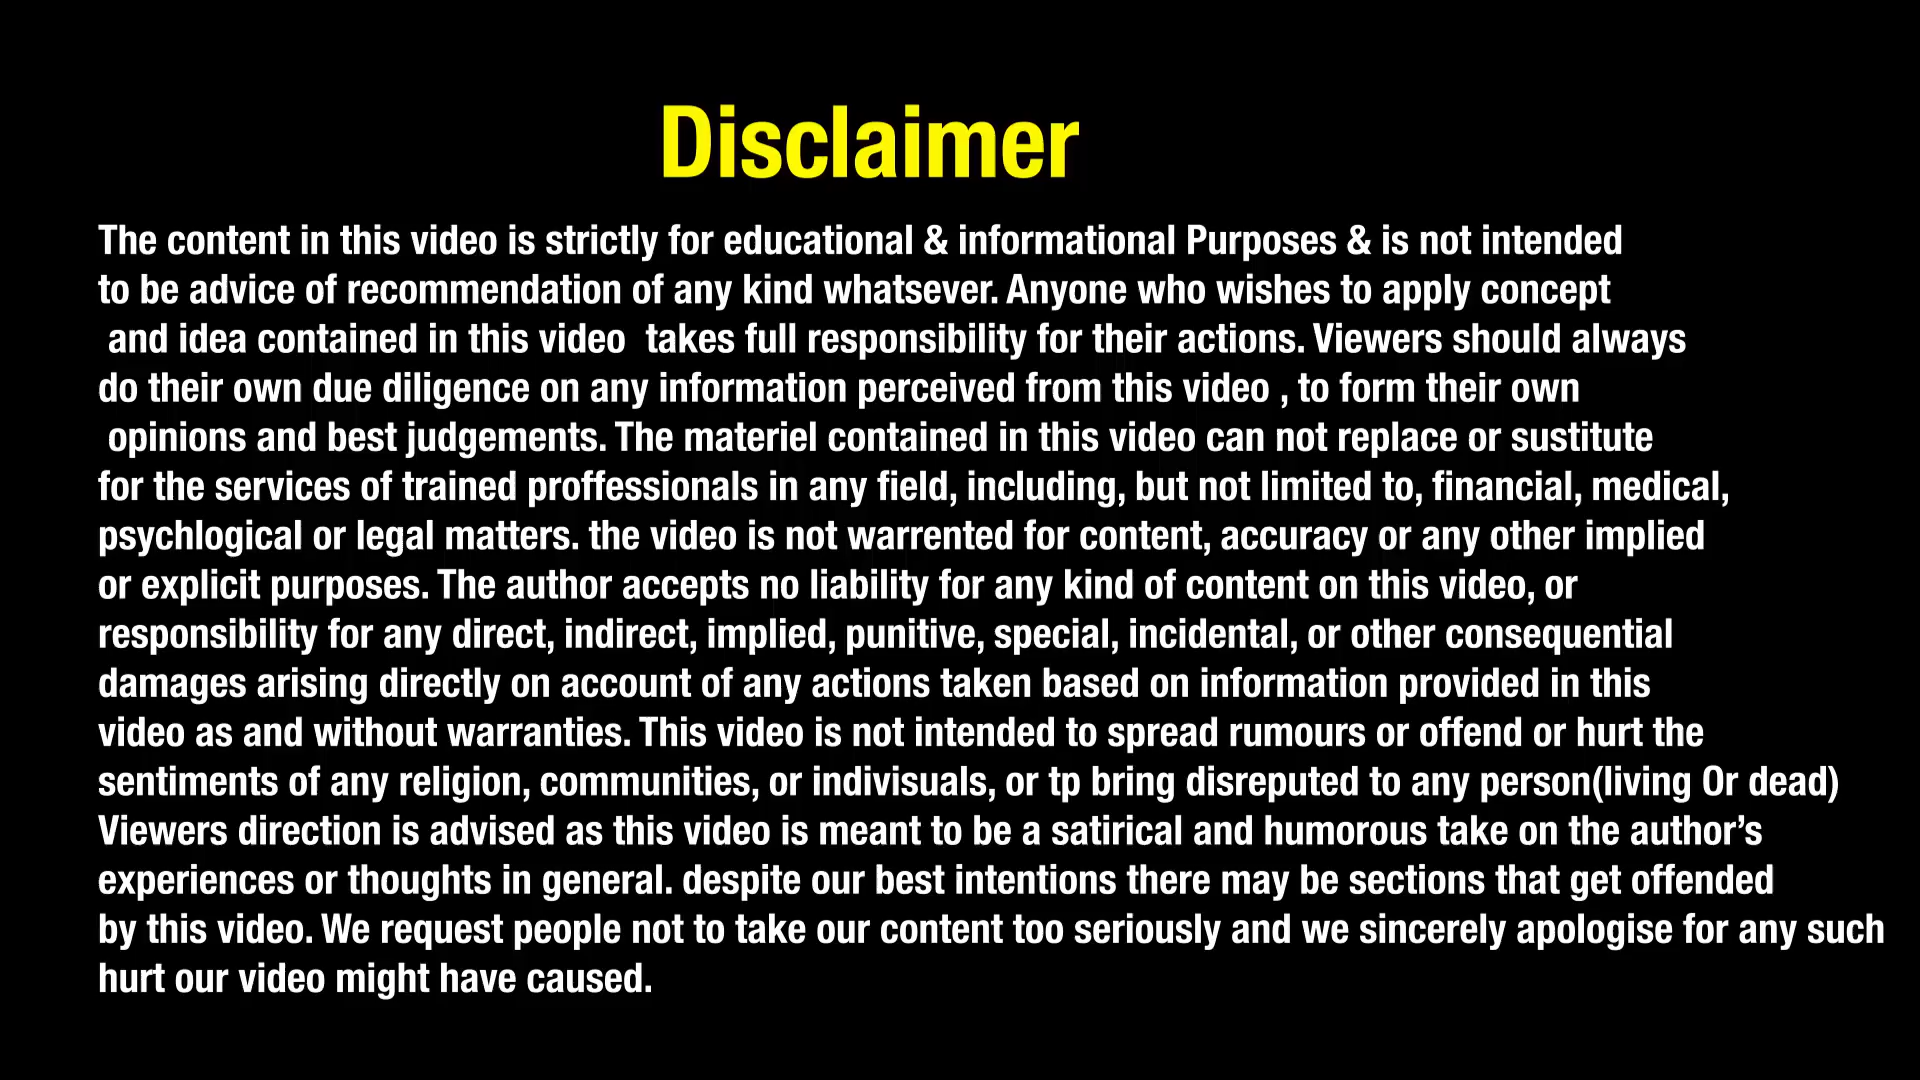 Disclaimer
The content in this video is strictly for educational & informational Purposes & is not intended
to be advice of recommendation of any kind whatsever. Anyone who wishes to apply concept
and idea contained in this video  takes full responsibility for their actions. Viewers should always
do their own due diligence on any information perceived from this video , to form their own
opinions and best judgements. The materiel contained in this video can not replace or sustitute
for the services of trained proffessionals in any field, including, but not limited to, financial, medical,
psychlogical or legal matters. the video is not warrented for content, accuracy or any other implied
or explicit purposes. The author accepts no liability for any kind of content on this video, or
responsibility for any direct, indirect, implied, punitive, special, incidental, or other consequential
damages arising directly on account of any actions taken based on information provided in this
video as and without warranties. This video is not intended to spread rumours or offend or hurt the
sentiments of any religion, communities, or indivisuals, or tp bring disreputed to any person(living Or dead)
Viewers direction is advised as this video is meant to be a satirical and humorous take on the author’s
experiences or thoughts in general. despite our best intentions there may be sections that get offended
by this video. We request people not to take our content too seriously and we sincerely apologise for any such
hurt our video might have caused.